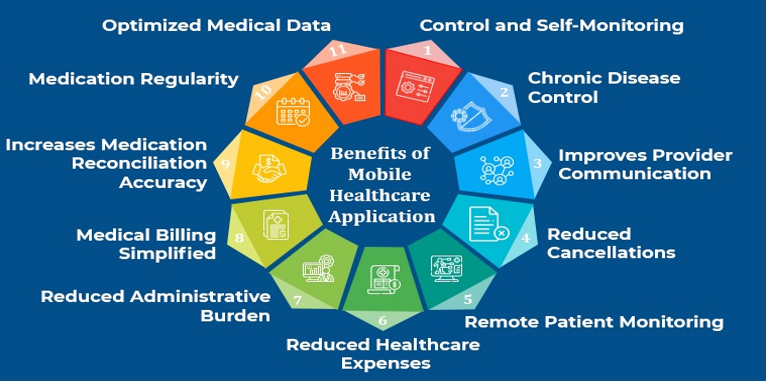 Benefits of
Mobile
Healthcare
Application
1
Control and Self-Monitoring
2
Chronic Disease
Control
3
Improves Provider
Communication
4
Reduced
Cancellations
5
Remote Patient Monitoring
6
Reduced Healthcare
Expenses
7
Reduced Administrative
Burden
8
Medical Billing
Simplified
9
Increases Medication
Reconciliation
Accuracy
10
Medication Regularity
11
Optimized Medical Data